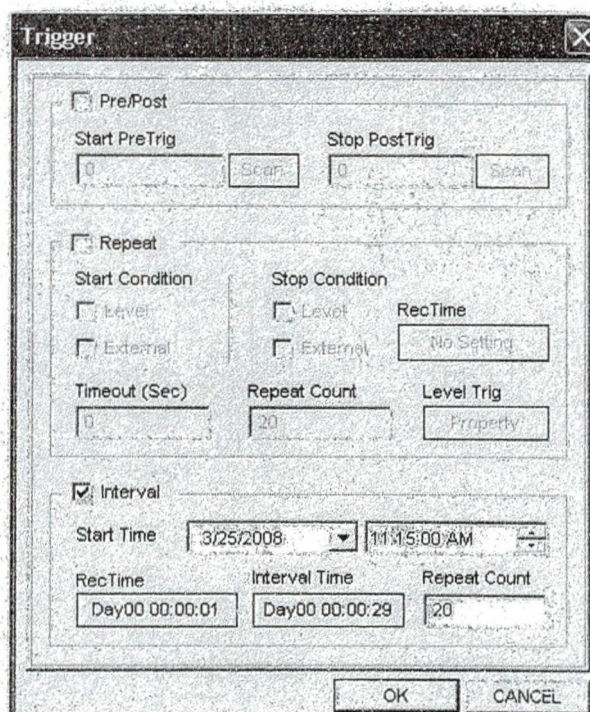 Trigger
Pre/Post
Start PreTrig Stop PostTrig
0 Scan 0 Scan
Repeat
Start Condition Stop Condition
Level Level RecTime
External External No Setting
Timeout (Sec) Repeat Count Level Trig
0 20 Property
Interval
Start Time 3/25/2008 11:15:00 AM
RecTime Interval Time Repeat Count
Day00 00:00:01 Day00 00:00:29 20
OK CANCEL